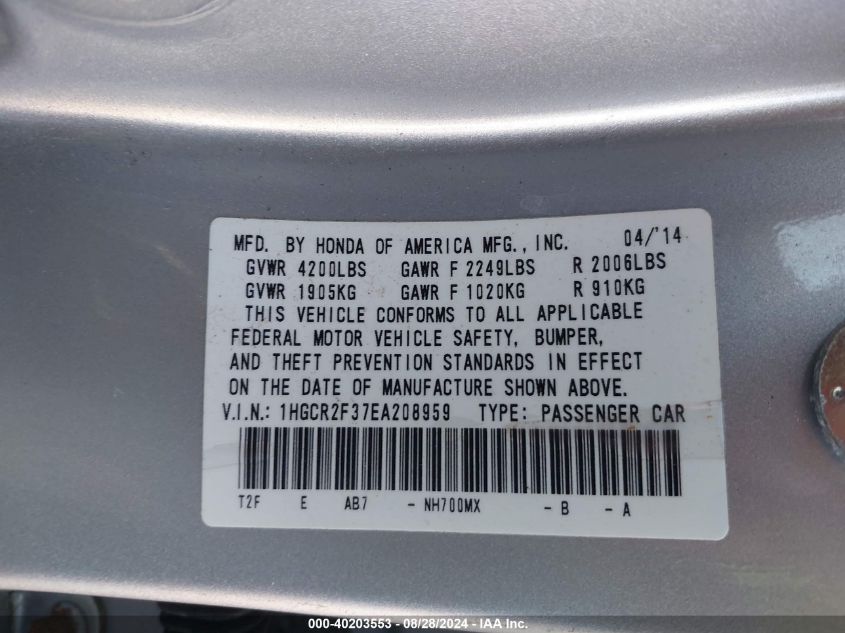 MFD. BY HONDA OF AMERICA MFG., INC. 04/'14
GVWR 4200LBS GAWR F 2249LBS R 2006LBS
GVWR 1905KG GAWR F 1020KG R 910KG
THIS VEHICLE CONFORMS TO ALL APPLICABLE
FEDERAL MOTOR VEHICLE SAFETY, BUMPER,
AND THEFT PREVENTION STANDARDS IN EFFECT
ON THE DATE OF MANUFACTURE SHOWN ABOVE.
V.I.N.: 1HGCR2F37EA208959 TYPE: PASSENGER CAR
T2F E AB7 - NH700MX - B - A
000-40203553 - 08/28/2024 - IAA Inc.